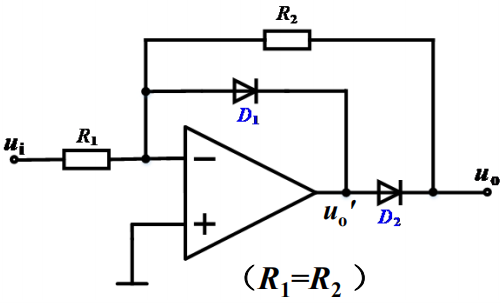 R2
D1
ui
R1
−
+
uo′
D2
uo
（R1=R2）